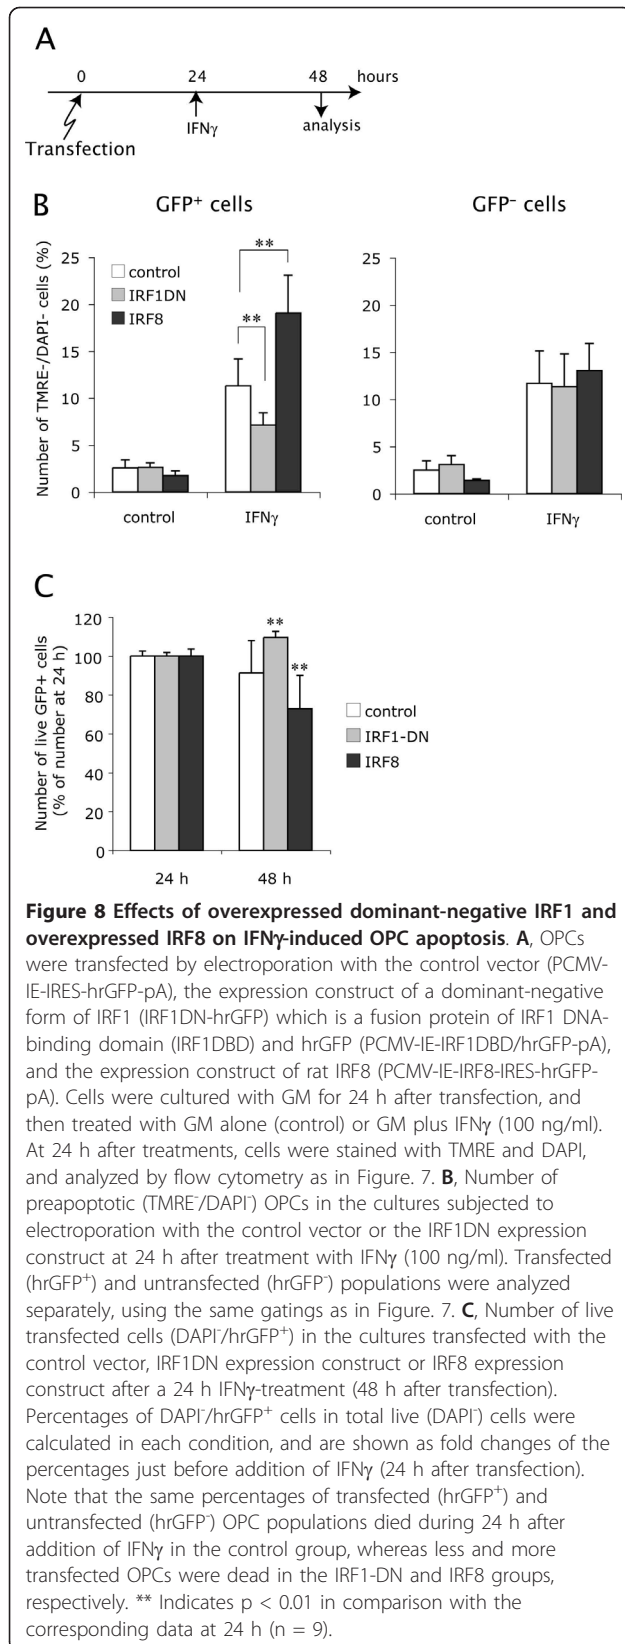 A
0 24 48 hours
IFNγ
analysis
Transfection
B
GFP⁺ cells
GFP⁻ cells
Number of TMRE-/DAPI- cells (%)
25
20
15
10
5
0
control
IRF1DN
IRF8
**
**
control
IFNγ
25
20
15
10
5
0
control
IFNγ
C
Number of live GFP+ cells
(% of number at 24 h)
120
100
80
60
40
20
0
**
**
24 h
48 h
control
IRF1-DN
IRF8
Figure 8 Effects of overexpressed dominant-negative IRF1 and
overexpressed IRF8 on IFNγ-induced OPC apoptosis. A, OPCs
were transfected by electroporation with the control vector (PCMV-
IE-IRES-hrGFP-pA), the expression construct of a dominant-negative
form of IRF1 (IRF1DN-hrGFP) which is a fusion protein of IRF1 DNA-
binding domain (IRF1DBD) and hrGFP (PCMV-IE-IRF1DBD/hrGFP-pA),
and the expression construct of rat IRF8 (PCMV-IE-IRF8-IRES-hrGFP-
pA). Cells were cultured with GM for 24 h after transfection, and
then treated with GM alone (control) or GM plus IFNγ (100 ng/ml).
At 24 h after treatments, cells were stained with TMRE and DAPI,
and analyzed by flow cytometry as in Figure. 7. B, Number of
preapoptotic (TMRE⁻/DAPI⁻) OPCs in the cultures subjected to
electroporation with the control vector or the IRF1DN expression
construct at 24 h after treatment with IFNγ (100 ng/ml). Transfected
(hrGFP⁺) and untransfected (hrGFP⁻) populations were analyzed
separately, using the same gatings as in Figure. 7. C, Number of live
transfected cells (DAPI⁻/hrGFP⁺) in the cultures transfected with the
control vector, IRF1DN expression construct or IRF8 expression
construct after a 24 h IFNγ-treatment (48 h after transfection).
Percentages of DAPI⁻/hrGFP⁺ cells in total live (DAPI⁻) cells were
calculated in each condition, and are shown as fold changes of the
percentages just before addition of IFNγ (24 h after transfection).
Note that the same percentages of transfected (hrGFP⁺) and
untransfected (hrGFP⁻) OPC populations died during 24 h after
addition of IFNγ in the control group, whereas less and more
transfected OPCs were dead in the IRF1-DN and IRF8 groups,
respectively. ** Indicates p < 0.01 in comparison with the
corresponding data at 24 h (n = 9).